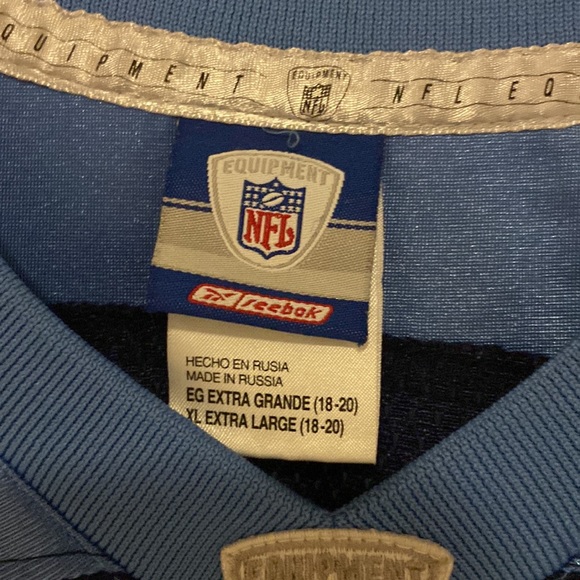 QUIPMENT EQUIPMENT NFL NFL EQ
EQUIPMENT
NFL
Reebok
HECHO EN RUSIA
MADE IN RUSSIA
EG EXTRA GRANDE (18-20)
XL EXTRA LARGE (18-20)
EQUIPMENT